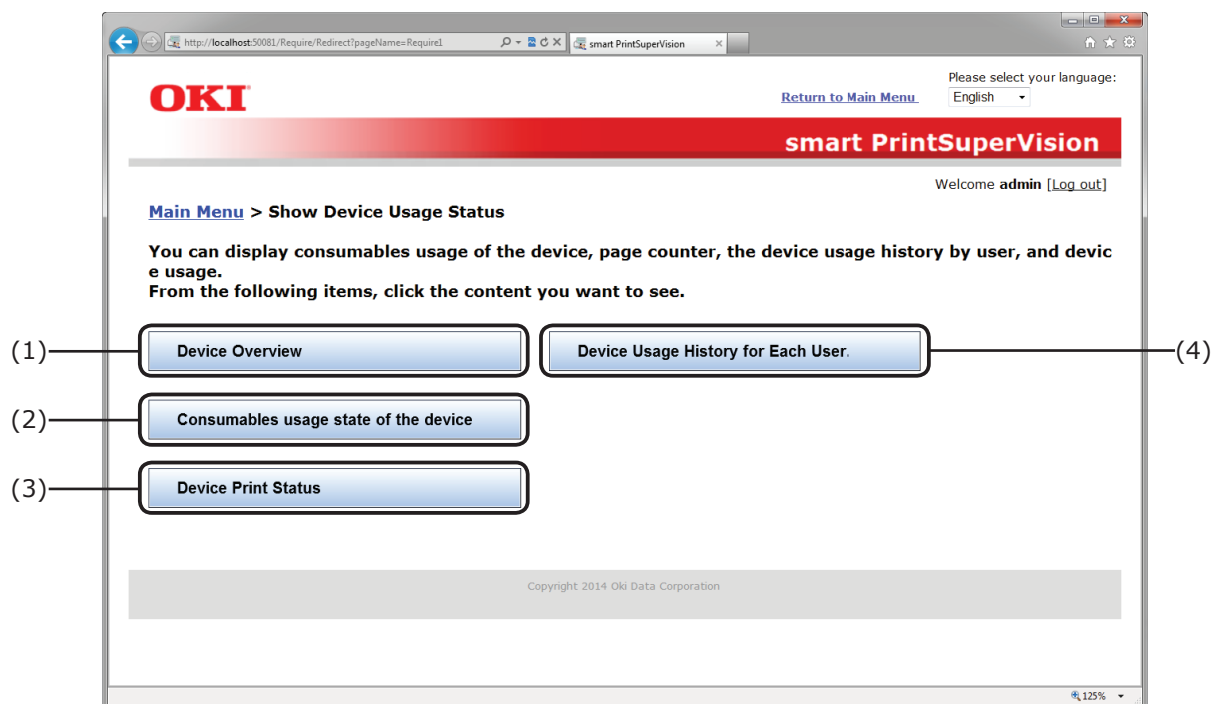 http://localhost:50081/Require/Redirect?pageName=Require1
smart PrintSuperVision
OKI
Return to Main Menu
Please select your language:
English
smart PrintSuperVision
Welcome admin [Log out]
Main Menu > Show Device Usage Status
You can display consumables usage of the device, page counter, the device usage history by user, and devic
e usage.
From the following items, click the content you want to see.
(1)
Device Overview
Device Usage History for Each User.
(4)
(2)
Consumables usage state of the device
(3)
Device Print Status
Copyright 2014 Oki Data Corporation
125%